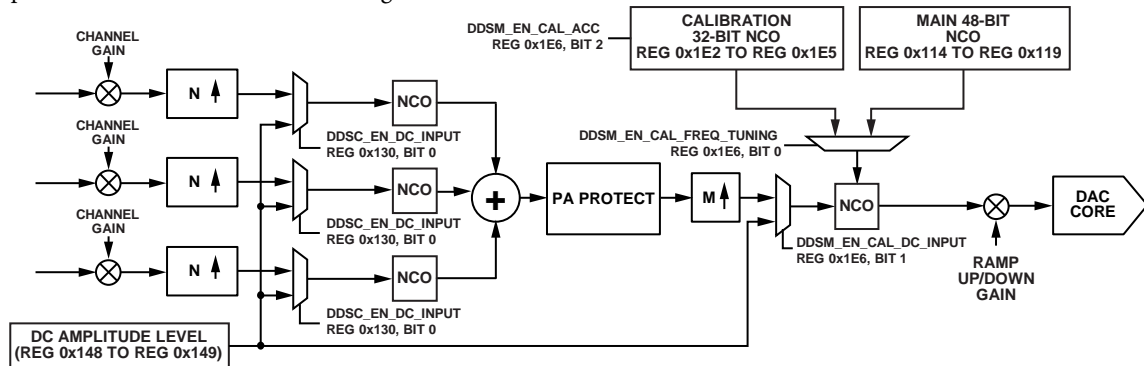 CHANNEL
GAIN
N
NCO
DDSC_EN_DC_INPUT
REG 0x130, BIT 0
CHANNEL
GAIN
N
NCO
DDSC_EN_DC_INPUT
REG 0x130, BIT 0
CHANNEL
GAIN
N
NCO
DDSC_EN_DC_INPUT
REG 0x130, BIT 0
DC AMPLITUDE LEVEL
(REG 0x148 TO REG 0x149)
+
PA PROTECT
M
DDSM_EN_CAL_ACC
REG 0x1E6, BIT 2
CALIBRATION
32-BIT NCO
REG 0x1E2 TO REG 0x1E5
MAIN 48-BIT
NCO
REG 0x114 TO REG 0x119
DDSM_EN_CAL_FREQ_TUNING
REG 0x1E6, BIT 0
NCO
DDSM_EN_CAL_DC_INPUT
REG 0x1E6, BIT 1
RAMP
UP/DOWN
GAIN
DAC
CORE